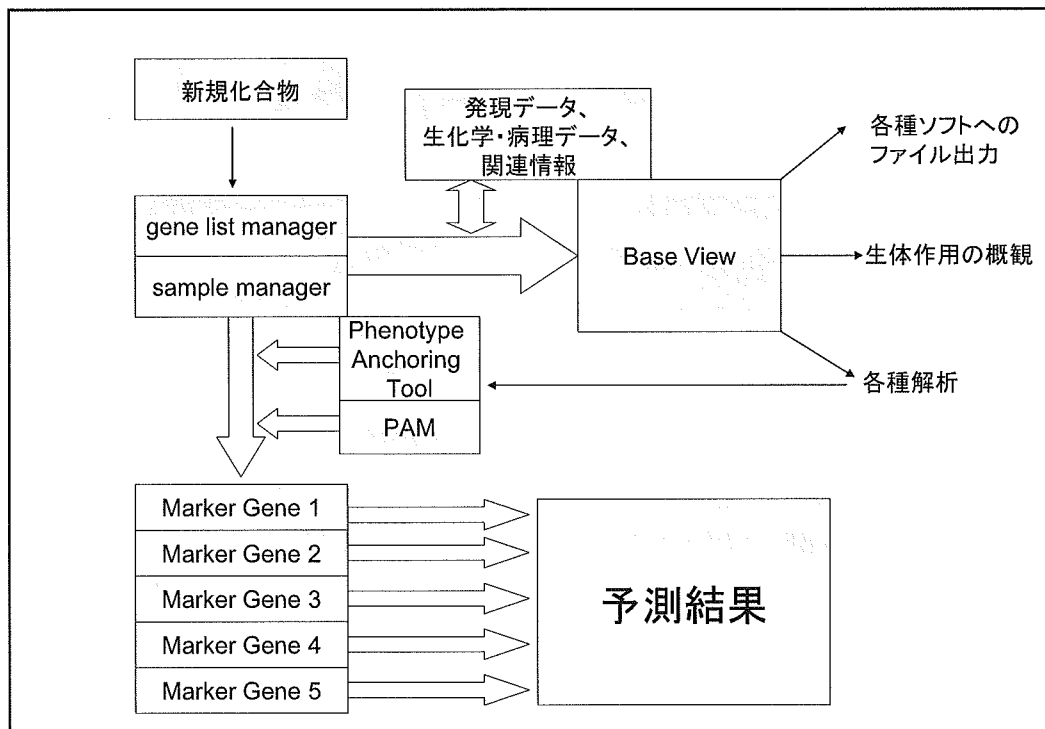 新規化合物
発現データ、
生化学・病理データ、
関連情報
各種ソフトへの
ファイル出力
gene list manager
sample manager
Base View
生体作用の概観
Phenotype
Anchoring
Tool
PAM
各種解析
Marker Gene 1
Marker Gene 2
Marker Gene 3
Marker Gene 4
Marker Gene 5
予測結果